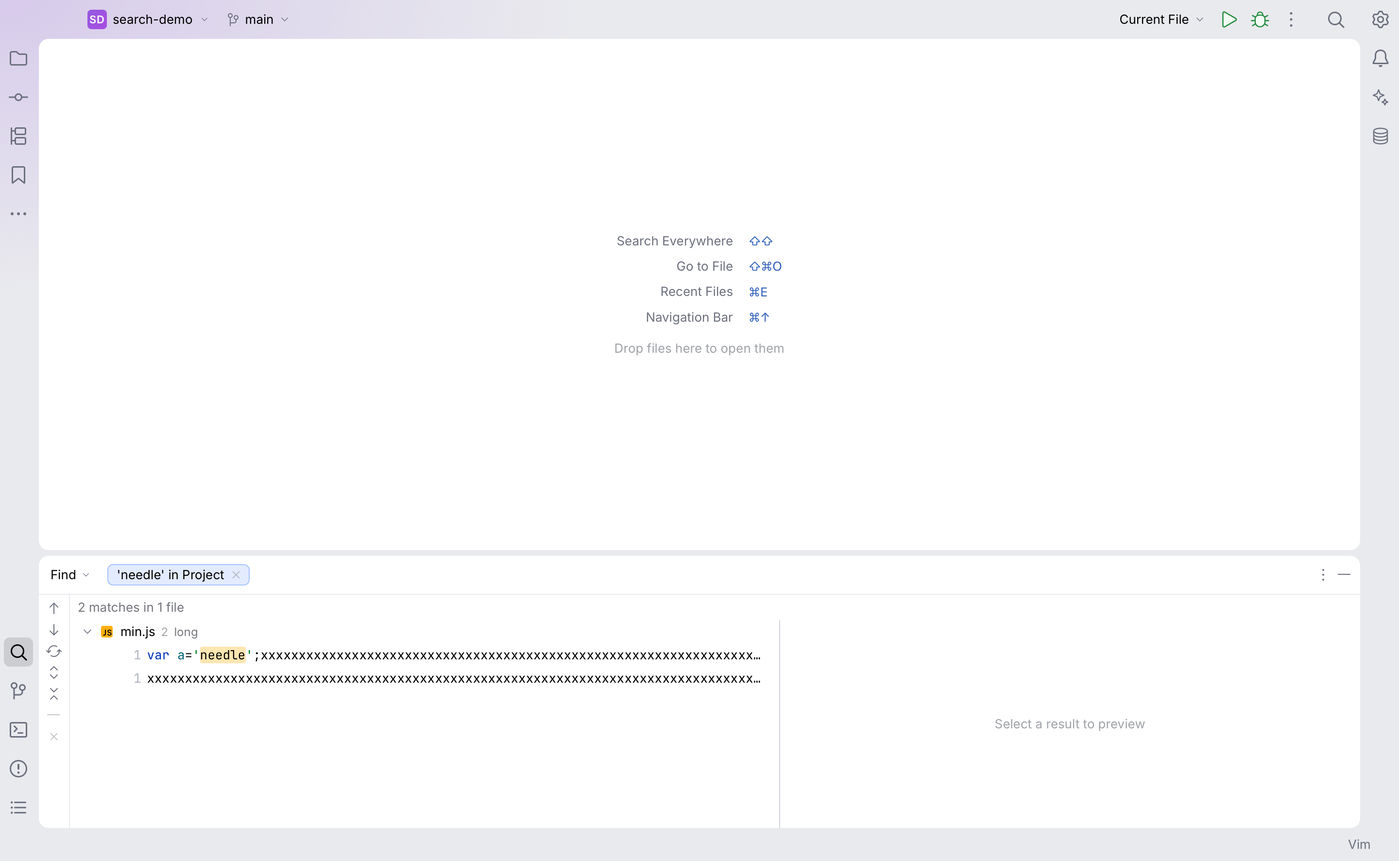 SD search-demo main Current File
Search Everywhere ⇧⇧
Go to File ⇧⌘O
Recent Files ⌘E
Navigation Bar ⌘↑
Drop files here to open them
Find 'needle' in Project
2 matches in 1 file
JS min.js 2 long
1 var a='needle';xxxxxxxxxxxxxxxxxxxxxxxxxxxxxxxxxxxxxxxxxxxxxxxxxxxxxxxxxxxxxxxxx…
1 xxxxxxxxxxxxxxxxxxxxxxxxxxxxxxxxxxxxxxxxxxxxxxxxxxxxxxxxxxxxxxxxxxxxxxxxxxxxxxxx…
Select a result to preview
Vim